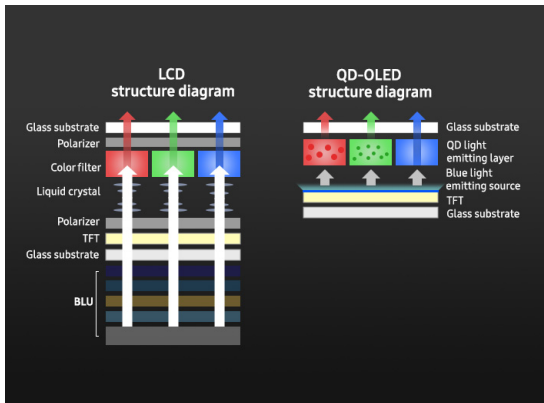 LCD
structure diagram
Glass substrate
Polarizer
Color filter
Liquid crystal
Polarizer
TFT
Glass substrate
BLU
QD-OLED
structure diagram
Glass substrate
QD light
emitting layer
Blue light
emitting source
TFT
Glass substrate